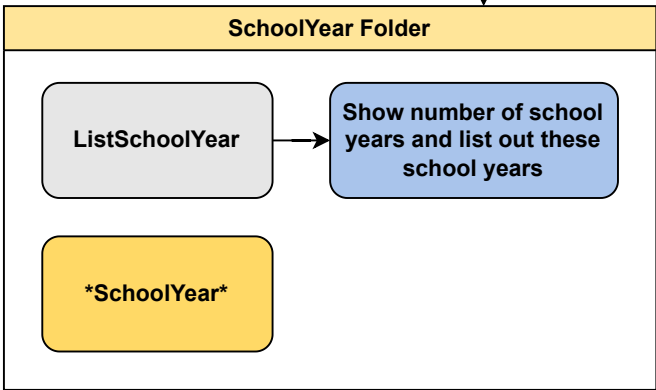 SchoolYear Folder
ListSchoolYear
Show number of school
years and list out these
school years
*SchoolYear*